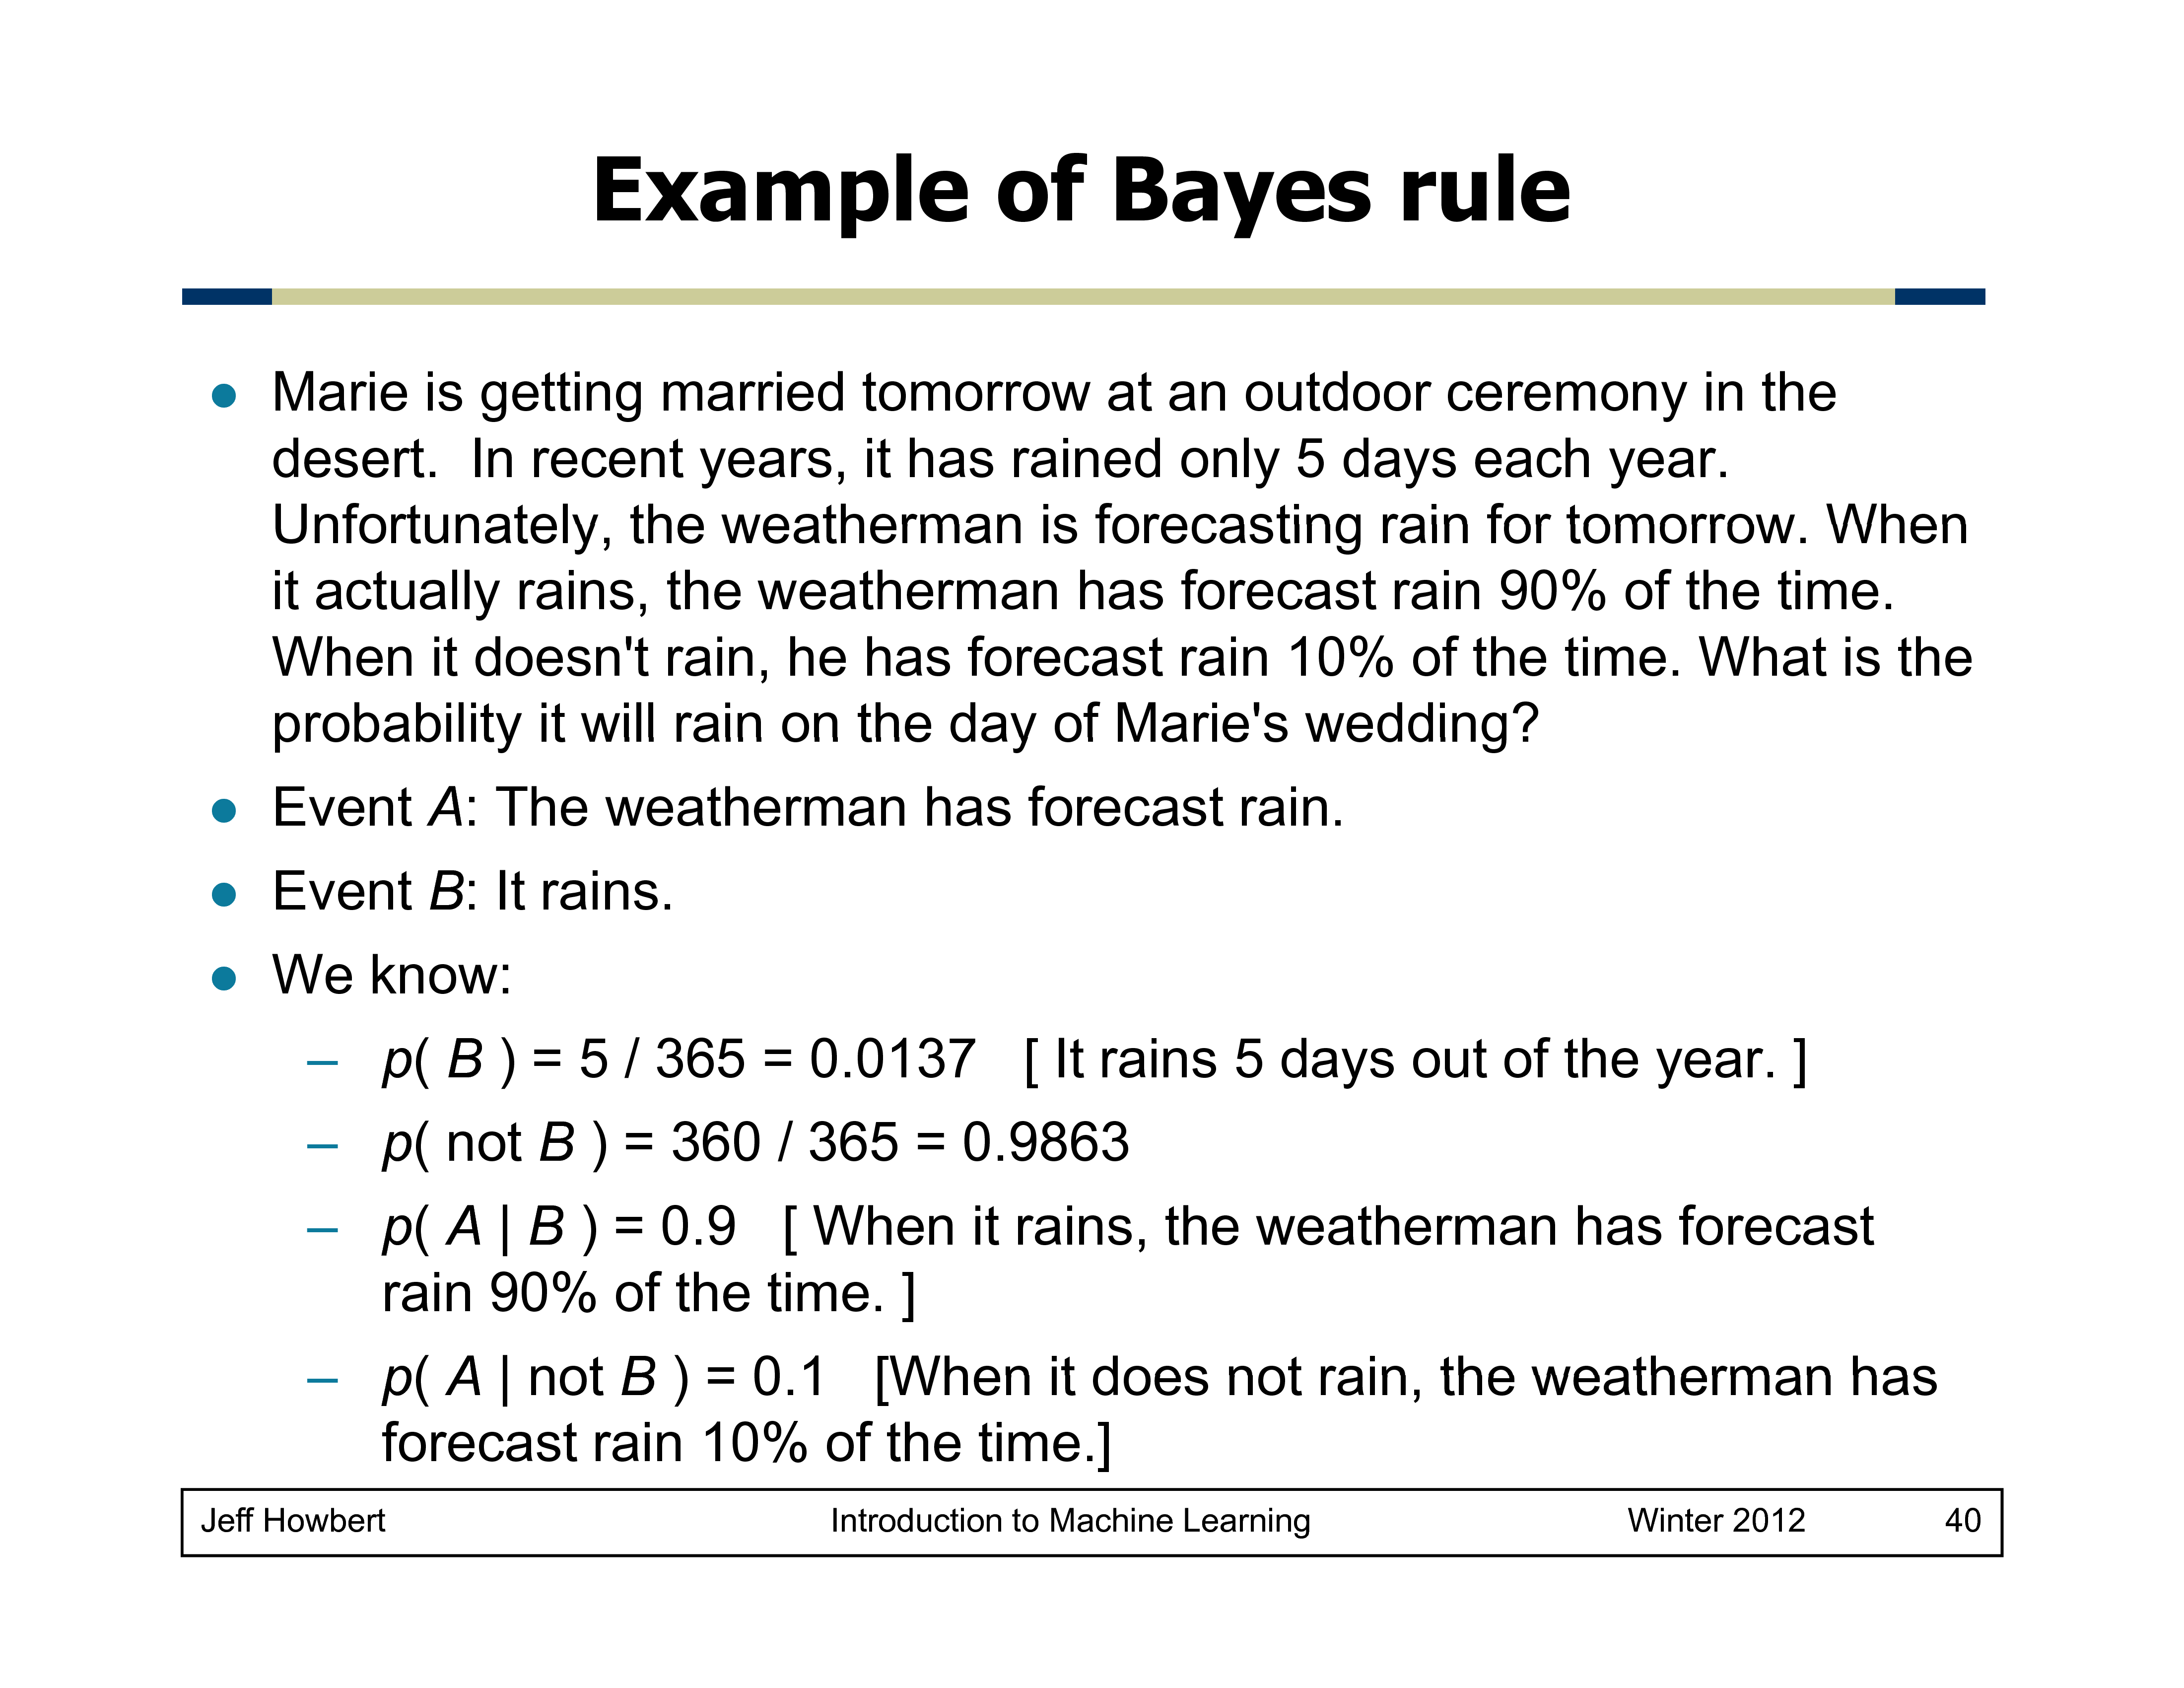 Example of Bayes rule
● Marie is getting married tomorrow at an outdoor ceremony in the
desert.  In recent years, it has rained only 5 days each year.
Unfortunately, the weatherman is forecasting rain for tomorrow. When
it actually rains, the weatherman has forecast rain 90% of the time.
When it doesn't rain, he has forecast rain 10% of the time. What is the
probability it will rain on the day of Marie's wedding?
● Event A: The weatherman has forecast rain.
● Event B: It rains.
● We know:
– p( B ) = 5 / 365 = 0.0137   [ It rains 5 days out of the year. ]
– p( not B ) = 360 / 365 = 0.9863
– p( A | B ) = 0.9   [ When it rains, the weatherman has forecast
rain 90% of the time. ]
– p( A | not B ) = 0.1   [When it does not rain, the weatherman has
forecast rain 10% of the time.]
Jeff Howbert Introduction to Machine Learning Winter 2012 40